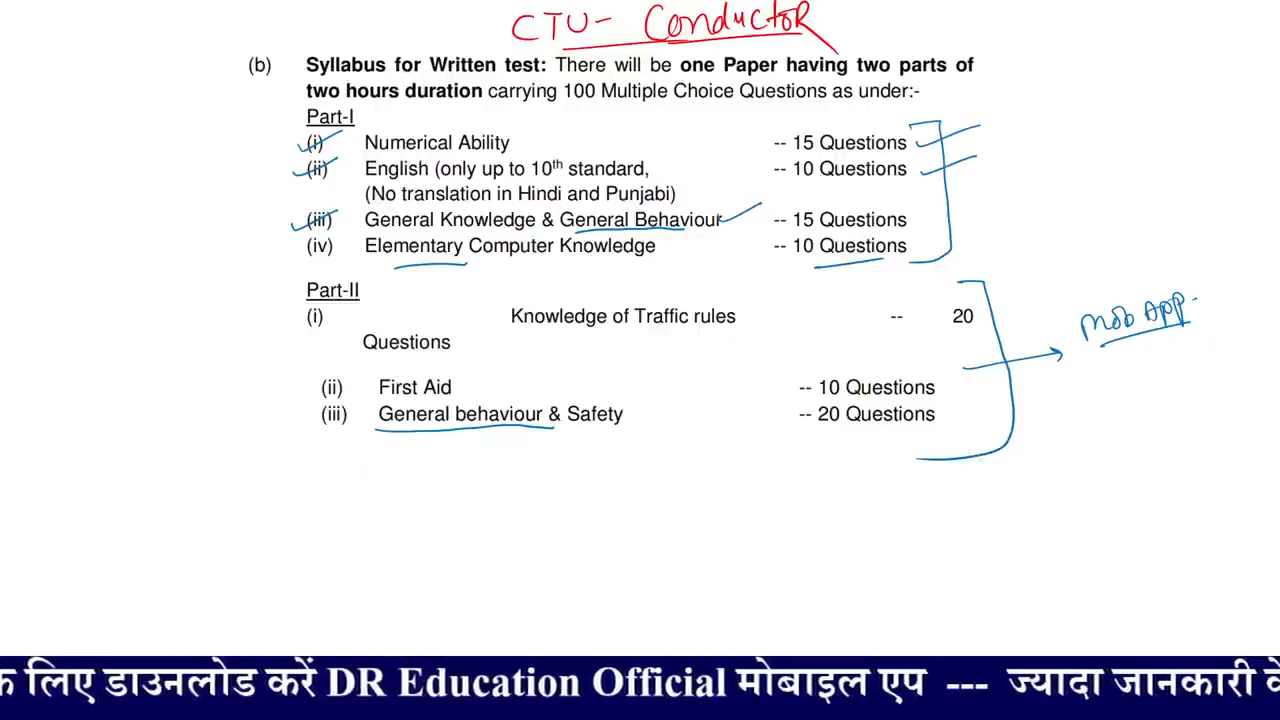 CTU- Conductor
(b) Syllabus for Written test: There will be one Paper having two parts of
two hours duration carrying 100 Multiple Choice Questions as under:-
Part-I
(i) Numerical Ability -- 15 Questions
(ii) English (only up to 10th standard, -- 10 Questions
(No translation in Hindi and Punjabi)
(iii) General Knowledge & General Behaviour -- 15 Questions
(iv) Elementary Computer Knowledge -- 10 Questions
Part-II
(i) Knowledge of Traffic rules -- 20
Questions
Mob App.
(ii) First Aid -- 10 Questions
(iii) General behaviour & Safety -- 20 Questions
के लिए डाउनलोड करें DR Education Official मोबाइल एप --- ज्यादा जानकारी के